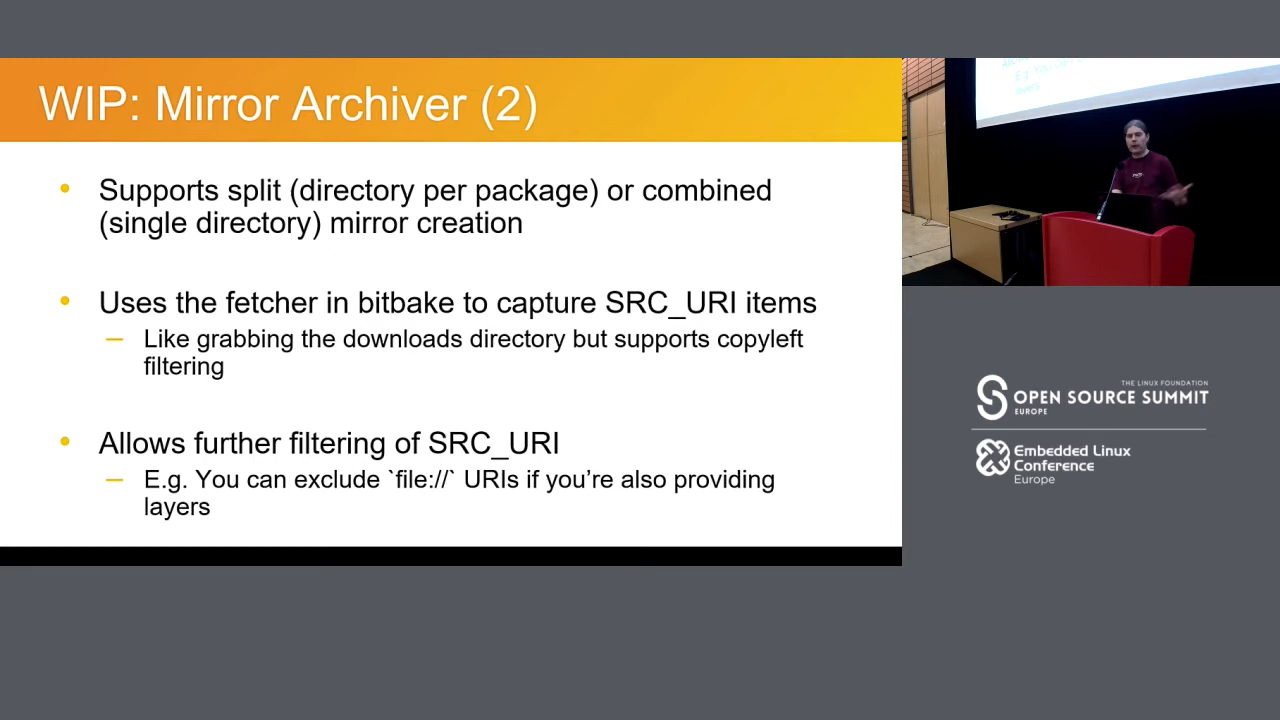 WIP: Mirror Archiver (2)
• Supports split (directory per package) or combined
(single directory) mirror creation
• Uses the fetcher in bitbake to capture SRC_URI items
– Like grabbing the downloads directory but supports copyleft
filtering
• Allows further filtering of SRC_URI
– E.g. You can exclude `file://` URIs if you’re also providing
layers
THE LINUX FOUNDATION
OPEN SOURCE SUMMIT
EUROPE
Embedded Linux
Conference
Europe